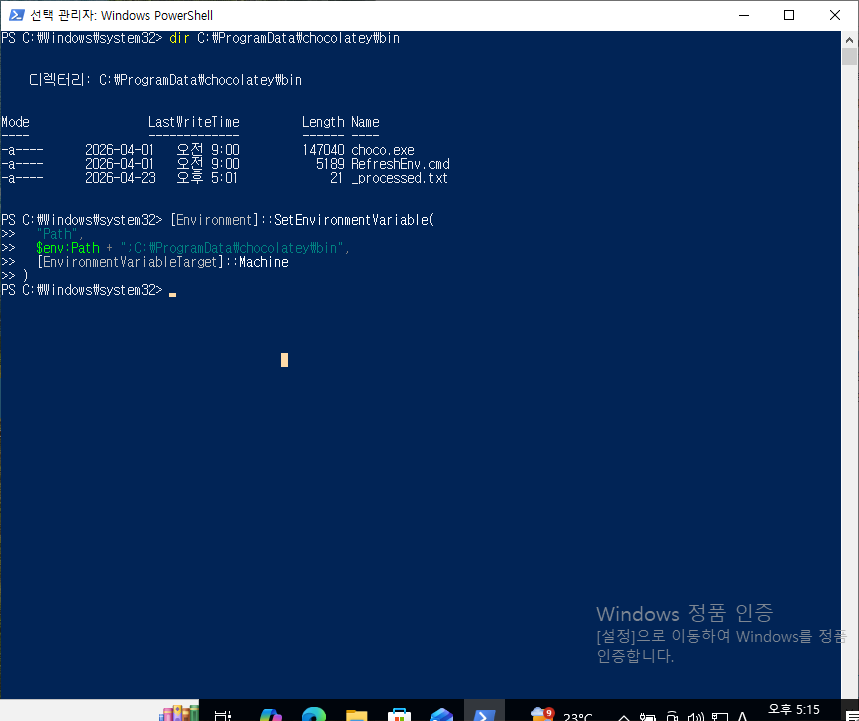 선택 관리자: Windows PowerShell
PS C:₩Windows₩system32> dir C:₩ProgramData₩chocolatey₩bin
디렉터리: C:₩ProgramData₩chocolatey₩bin
Mode LastWriteTime Length Name
---- ------------- ------ ----
-a---- 2026-04-01 오전 9:00 147040 choco.exe
-a---- 2026-04-01 오전 9:00 5189 RefreshEnv.cmd
-a---- 2026-04-23 오후 5:01 21 _processed.txt
PS C:₩Windows₩system32> [Environment]::SetEnvironmentVariable(
>> "Path",
>> $env:Path + ";C:₩ProgramData₩chocolatey₩bin",
>> [EnvironmentVariableTarget]::Machine
>> )
PS C:₩Windows₩system32>
Windows 정품 인증
[설정]으로 이동하여 Windows를 정품
인증합니다.
9
23°C
A
오후 5:15